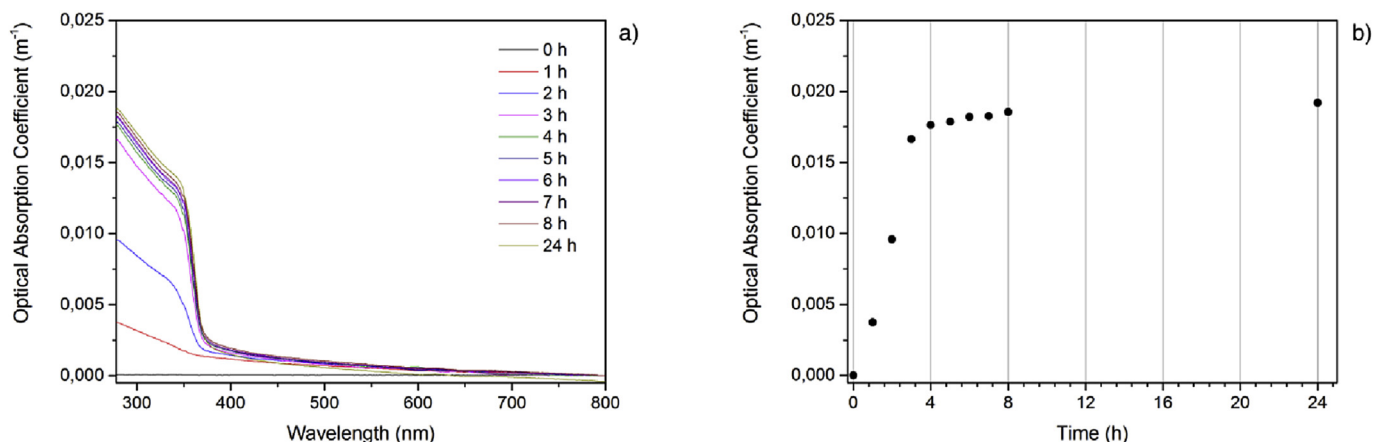 a)
Optical Absorption Coefficient (m⁻¹)
0,025
0,020
0,015
0,010
0,005
0,000
0 h
1 h
2 h
3 h
4 h
5 h
6 h
7 h
8 h
24 h
300 400 500 600 700 800
Wavelength (nm)
b)
Optical Absorption Coefficient (m⁻¹)
0,025
0,020
0,015
0,010
0,005
0,000
0 4 8 12 16 20 24
Time (h)